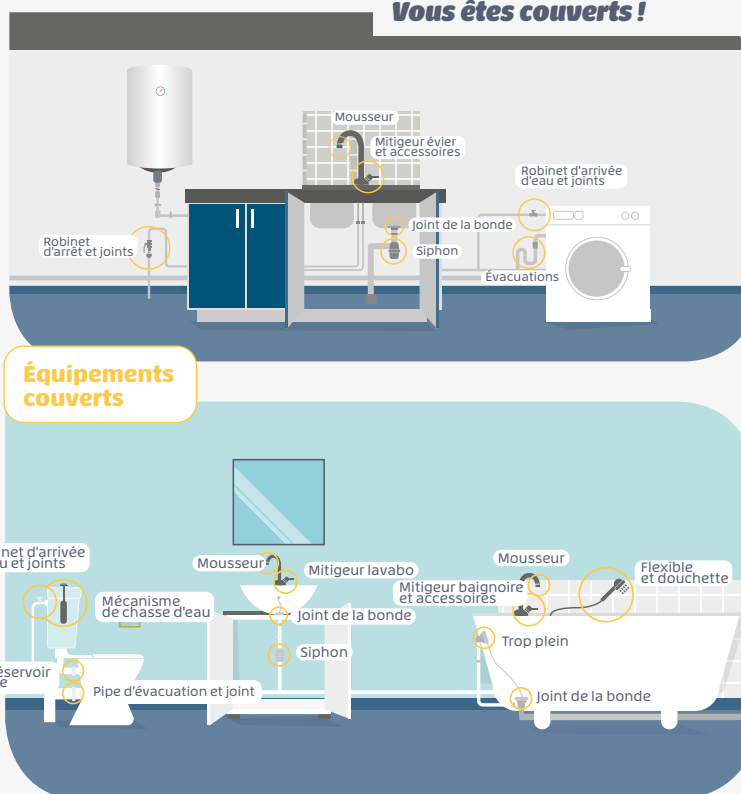 Vous êtes couverts !
Mousseur
Mitigeur évier
et accessoires
Robinet d'arrivée
d'eau et joints
Robinet
d'arrêt et joints
Joint de la bonde
Siphon
Évacuations
Équipements
couverts
net d'arrivée
u et joints
Mousseur
Mitigeur lavabo
Mousseur
Flexible
et douchette
Mitigeur baignoire
et accessoires
Mécanisme
de chasse d'eau
Joint de la bonde
Trop plein
Siphon
éservoir
e
Pipe d'évacuation et joint
Joint de la bonde